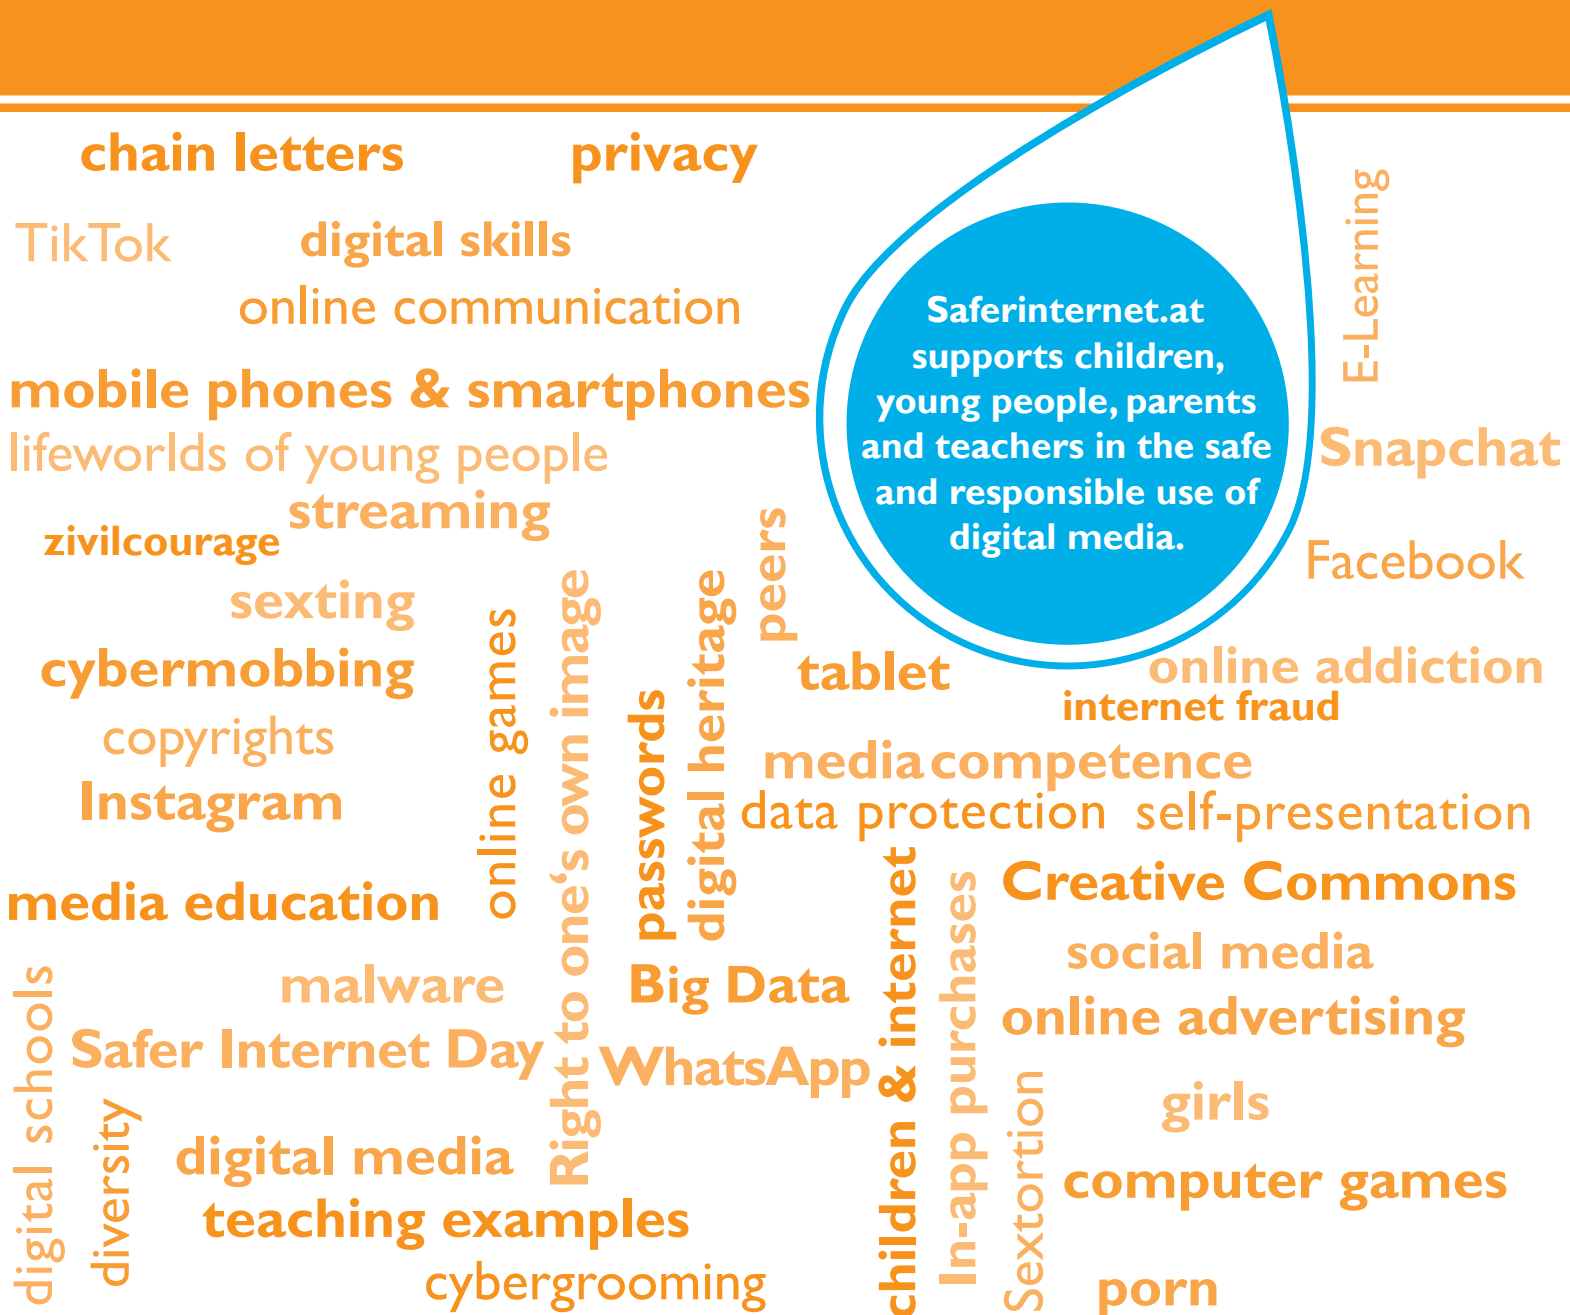 chain letters
privacy
TikTok
digital skills
online communication
mobile phones & smartphones
lifeworlds of young people
streaming
zivilcourage
sexting
cybermobbing
copyrights
Instagram
media education
online games
Right to one‘s own image
passwords
digital heritage
peers
Saferinternet.at
supports children,
young people, parents
and teachers in the safe
and responsible use of
digital media.
E-Learning
Snapchat
Facebook
tablet
online addiction
internet fraud
media competence
data protection
self-presentation
Creative Commons
social media
online advertising
girls
computer games
porn
children & internet
In-app purchases
Sextortion
Big Data
WhatsApp
malware
Safer Internet Day
digital schools
diversity
digital media
teaching examples
cybergrooming